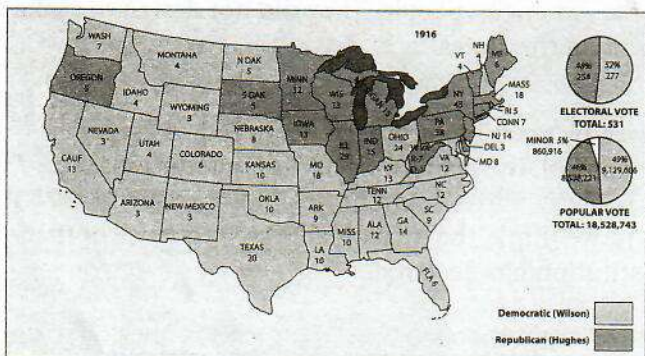 1916
WASH
7
OREGON
5
CALIF
13
NEVADA
3
IDAHO
4
MONTANA
4
WYOMING
3
UTAH
4
COLORADO
6
ARIZONA
3
NEW MEXICO
3
N DAK
5
S DAK
5
NEBRASKA
8
KANSAS
10
OKLA
10
TEXAS
20
MINN
12
IOWA
13
MO
18
ARK
9
LA
10
WIS
13
ILL
29
IND
15
OHIO
24
KY
13
TENN
12
MISS
10
ALA
12
GA
14
FLA 6
SC
9
NC
12
VA
12
PA
38
NY
45
VT
4
NH
4
ME
6
MASS
18
RI 5
CONN 7
NJ 14
DEL 3
MD 8
48%
254
52%
277
ELECTORAL VOTE
TOTAL: 531
MINOR 5%
860,916
46%
49%
9,129,606
POPULAR VOTE
TOTAL: 18,528,743
Democratic (Wilson)
Republican (Hughes)